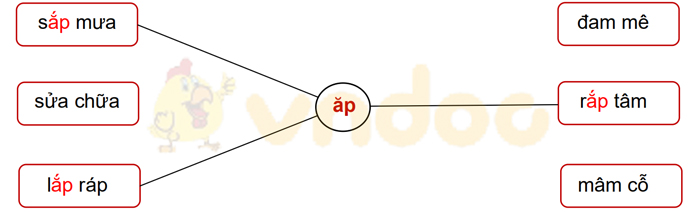 sắp mưa
đam mê
sửa chữa
ăp
rắp tâm
lắp ráp
mâm cỗ
vndoc